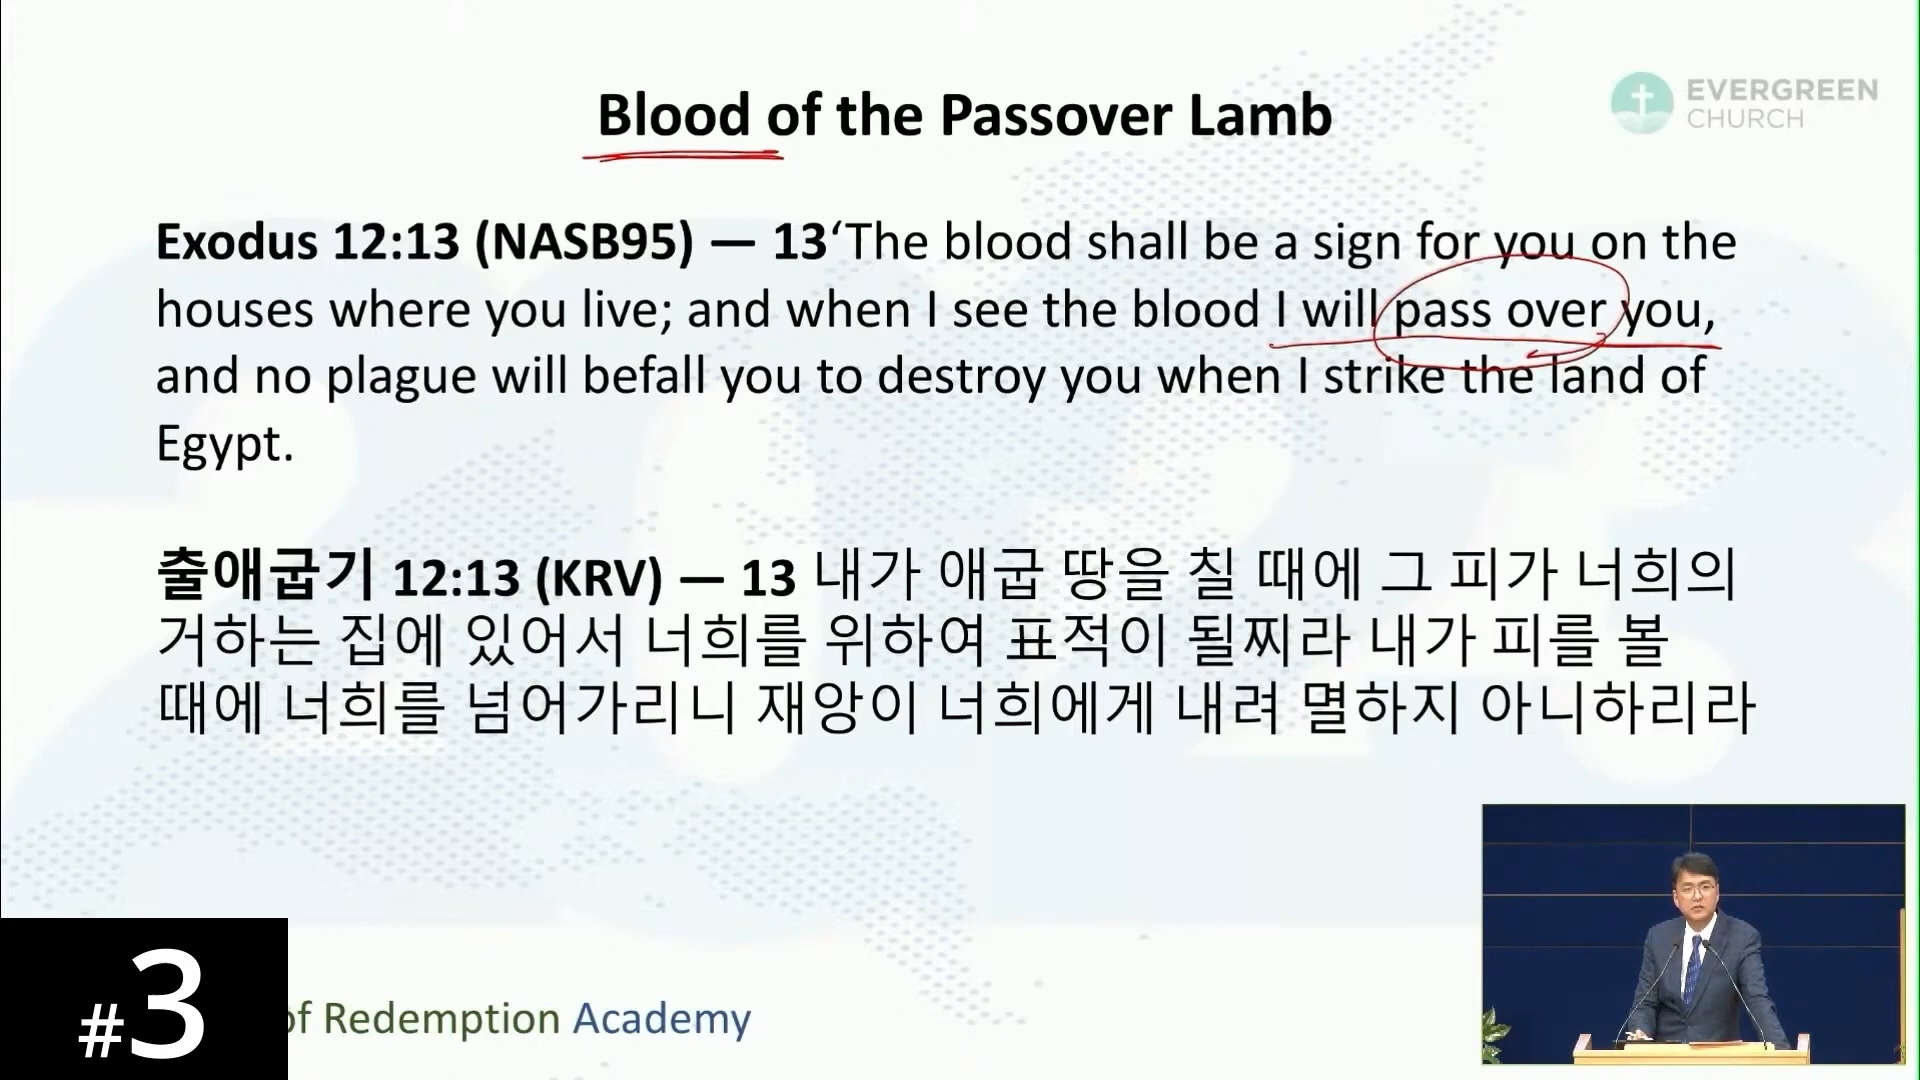 Blood of the Passover Lamb
EVERGREEN
CHURCH
Exodus 12:13 (NASB95) — 13‘The blood shall be a sign for you on the
houses where you live; and when I see the blood I will pass over you,
and no plague will befall you to destroy you when I strike the land of
Egypt.
출애굽기 12:13 (KRV) — 13 내가 애굽 땅을 칠 때에 그 피가 너희의
거하는 집에 있어서 너희를 위하여 표적이 될찌라 내가 피를 볼
때에 너희를 넘어가리니 재앙이 너희에게 내려 멸하지 아니하리라
#3
of Redemption Academy